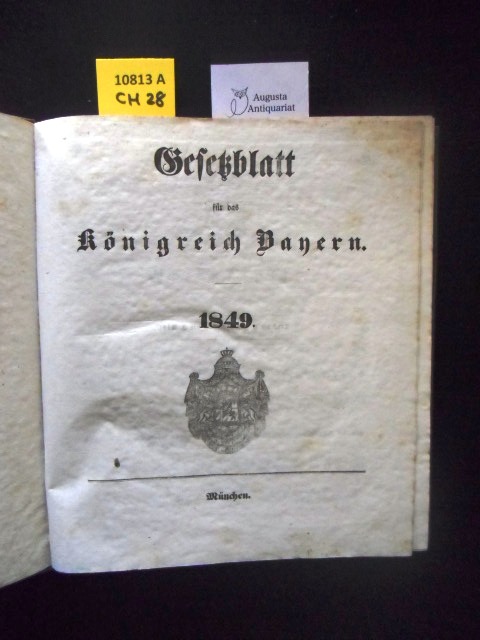 10813 A
CH 28
Augusta
Antiquariat
Gesetzblatt
für das
Königreich Bayern.
1849.
München.